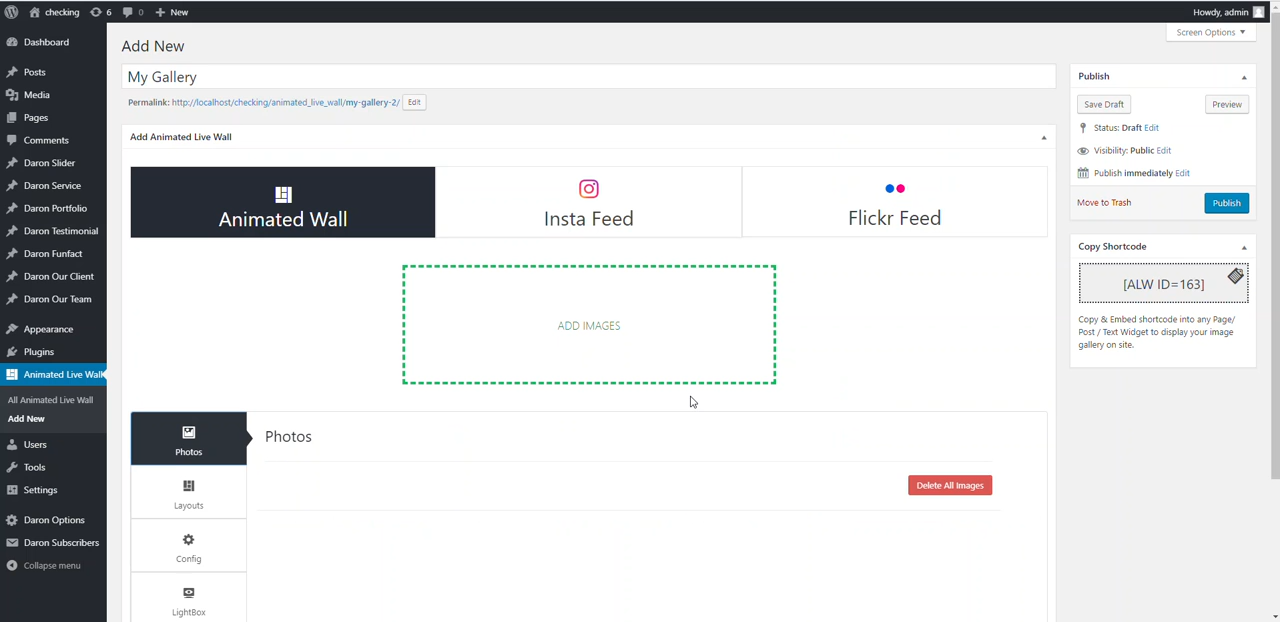 checking 6 0 + New Howdy, admin
Screen Options ▼
Dashboard
Posts
Media
Pages
Comments
Daron Slider
Daron Service
Daron Portfolio
Daron Testimonial
Daron Funfact
Daron Our Client
Daron Our Team
Appearance
Plugins
Animated Live Wall
All Animated Live Wall
Add New
Users
Tools
Settings
Daron Options
Daron Subscribers
Collapse menu
Add New
My Gallery
Permalink: http://localhost/checking/animated_live_wall/my-gallery-2/ Edit
Add Animated Live Wall
Animated Wall
Insta Feed
Flickr Feed
ADD IMAGES
Photos
Layouts
Config
LightBox
Photos
Delete All Images
Publish
Save Draft Preview
Status: Draft Edit
Visibility: Public Edit
Publish immediately Edit
Move to Trash Publish
Copy Shortcode
[ALW ID=163]
Copy & Embed shortcode into any Page/
Post / Text Widget to display your image
gallery on site.